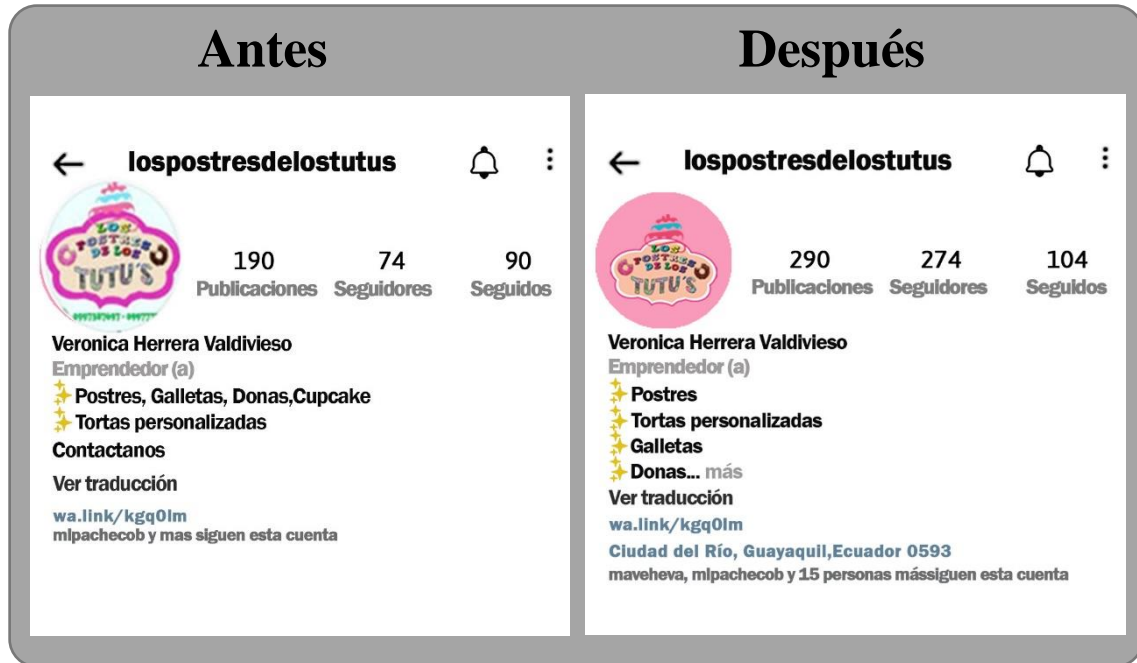 Antes
lospostresdelostutus
LOS
POSTRES
DE LOS
TUTU'S
190
74
90
Publicaciones
Seguidores
Seguidos
Veronica Herrera Valdivieso
Emprendedor (a)
✨Postres, Galletas, Donas,Cupcake
✨Tortas personalizadas
Contactanos
Ver traducción
wa.link/kgq0lm
mlpachecob y mas siguen esta cuenta
Después
lospostresdelostutus
LOS
POSTRES
DE LOS
TUTU'S
290
274
104
Publicaciones
Seguidores
Seguidos
Veronica Herrera Valdivieso
Emprendedor (a)
✨Postres
✨Tortas personalizadas
✨Galletas
✨Donas... más
Ver traducción
wa.link/kgq0lm
Ciudad del Río, Guayaquil,Ecuador 0593
maveheva, mlpachecob y 15 personas mássiguen esta cuenta